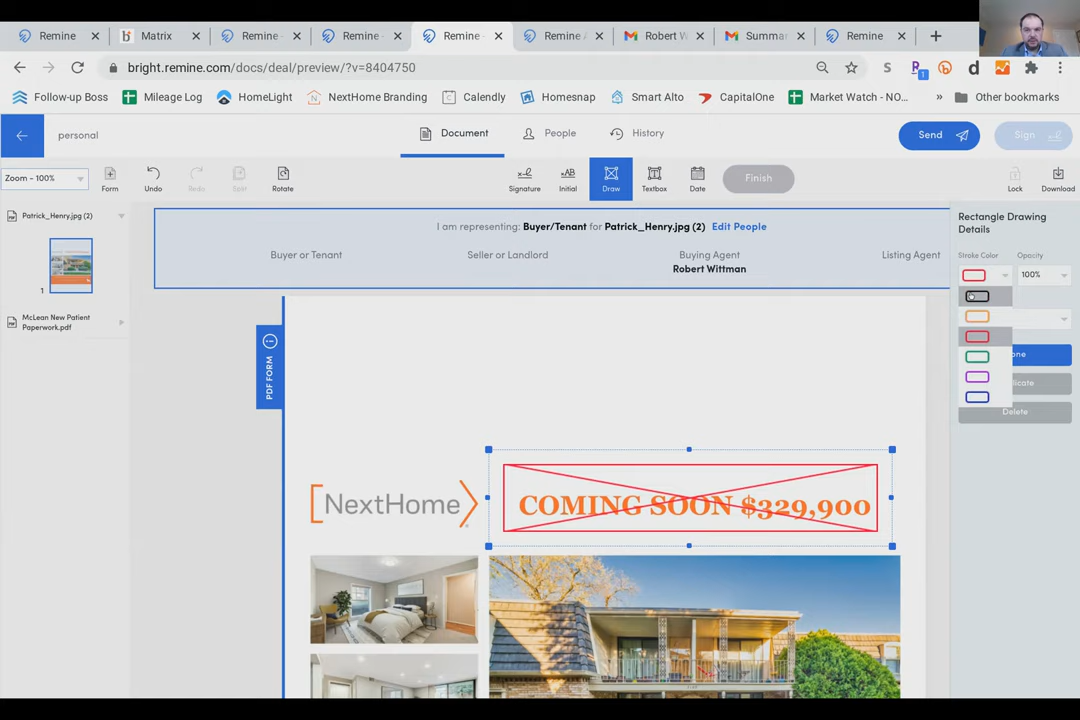 Remine
Matrix
Remine -
Remine -
Remine -
Remine
Robert W
Summar
Remine
bright.remine.com/docs/deal/preview/?v=8404750
S
1
d
Follow-up Boss
Mileage Log
HomeLight
NextHome Branding
Calendly
Homesnap
Smart Alto
CapitalOne
Market Watch - NO...
»
Other bookmarks
personal
Document
People
History
Send
Sign
Zoom - 100%
Form
Undo
Redo
Split
Rotate
Signature
Initial
Draw
Textbox
Date
Finish
Lock
Download
Patrick_Henry.jpg (2)
1
McLean New Patient
Paperwork.pdf
I am representing: Buyer/Tenant for Patrick_Henry.jpg (2) Edit People
Buyer or Tenant
Seller or Landlord
Buying Agent
Listing Agent
Robert Wittman
Rectangle Drawing
Details
Stroke Color
Opacity
100%
one
licate
Delete
PDF FORM
[NextHome
COMING SOON $329,900